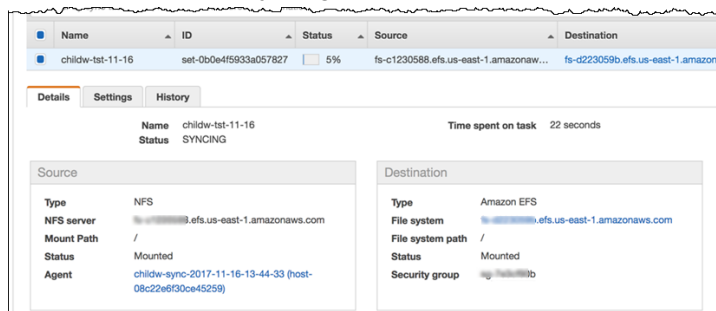 Name ID Status Source Destination
childw-tst-11-16 set-0b0e4f5933a057827 5% fs-c1230588.efs.us-east-1.amazonaw... fs-d223059b.efs.us-east-1.amazon
Details Settings History
Name childw-tst-11-16 Time spent on task 22 seconds
Status SYNCING
Source Destination
Type NFS Type Amazon EFS
NFS server .efs.us-east-1.amazonaws.com File system .efs.us-east-1.amazonaws.com
Mount Path / File system path /
Status Mounted Status Mounted
Agent childw-sync-2017-11-16-13-44-33 (host- Security group
08c22e6f30ce45259)